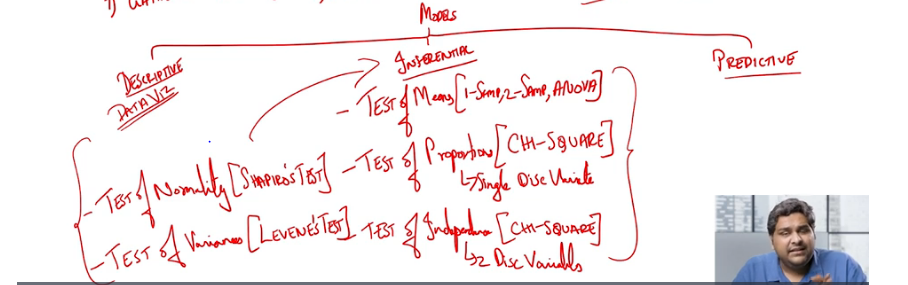 MODELS
DESCRIPTIVE
DATA VIZ
INFERENTIAL
PREDICTIVE
- TEST of Means [1-SAMP, 2-SAMP, ANOVA]
- TEST of Normality [SHAPIRO'S TEST]
- TEST of Proportion [CHI-SQUARE]
↳ Single Disc Variate
- TEST of Variances [LEVENE'S TEST]
- TEST of Independence [CHI-SQUARE]
↳ 2 Disc Variables